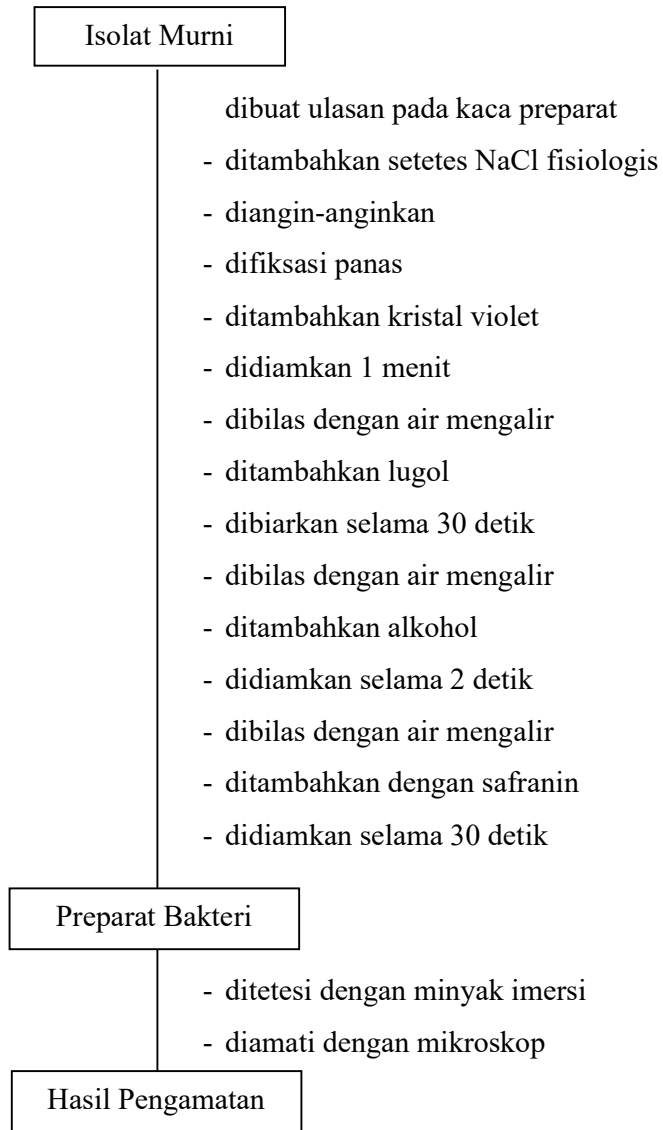 Isolat Murni
dibuat ulasan pada kaca preparat
- ditambahkan setetes NaCl fisiologis
- diangin-anginkan
- difiksasi panas
- ditambahkan kristal violet
- didiamkan 1 menit
- dibilas dengan air mengalir
- ditambahkan lugol
- dibiarkan selama 30 detik
- dibilas dengan air mengalir
- ditambahkan alkohol
- didiamkan selama 2 detik
- dibilas dengan air mengalir
- ditambahkan dengan safranin
- didiamkan selama 30 detik
Preparat Bakteri
- ditetesi dengan minyak imersi
- diamati dengan mikroskop
Hasil Pengamatan